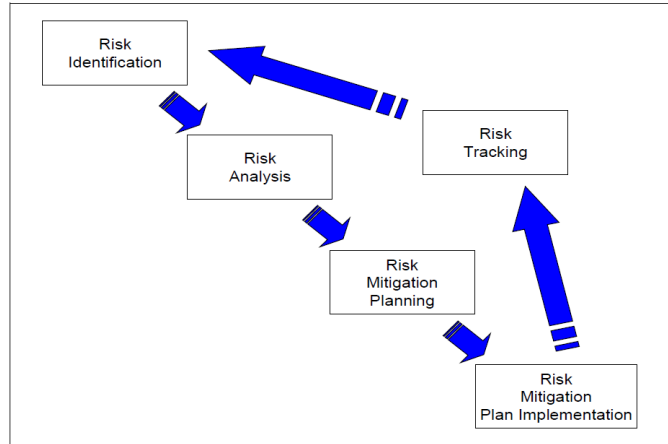 Risk
Identification
Risk
Tracking
Risk
Analysis
Risk
Mitigation
Planning
Risk
Mitigation
Plan Implementation